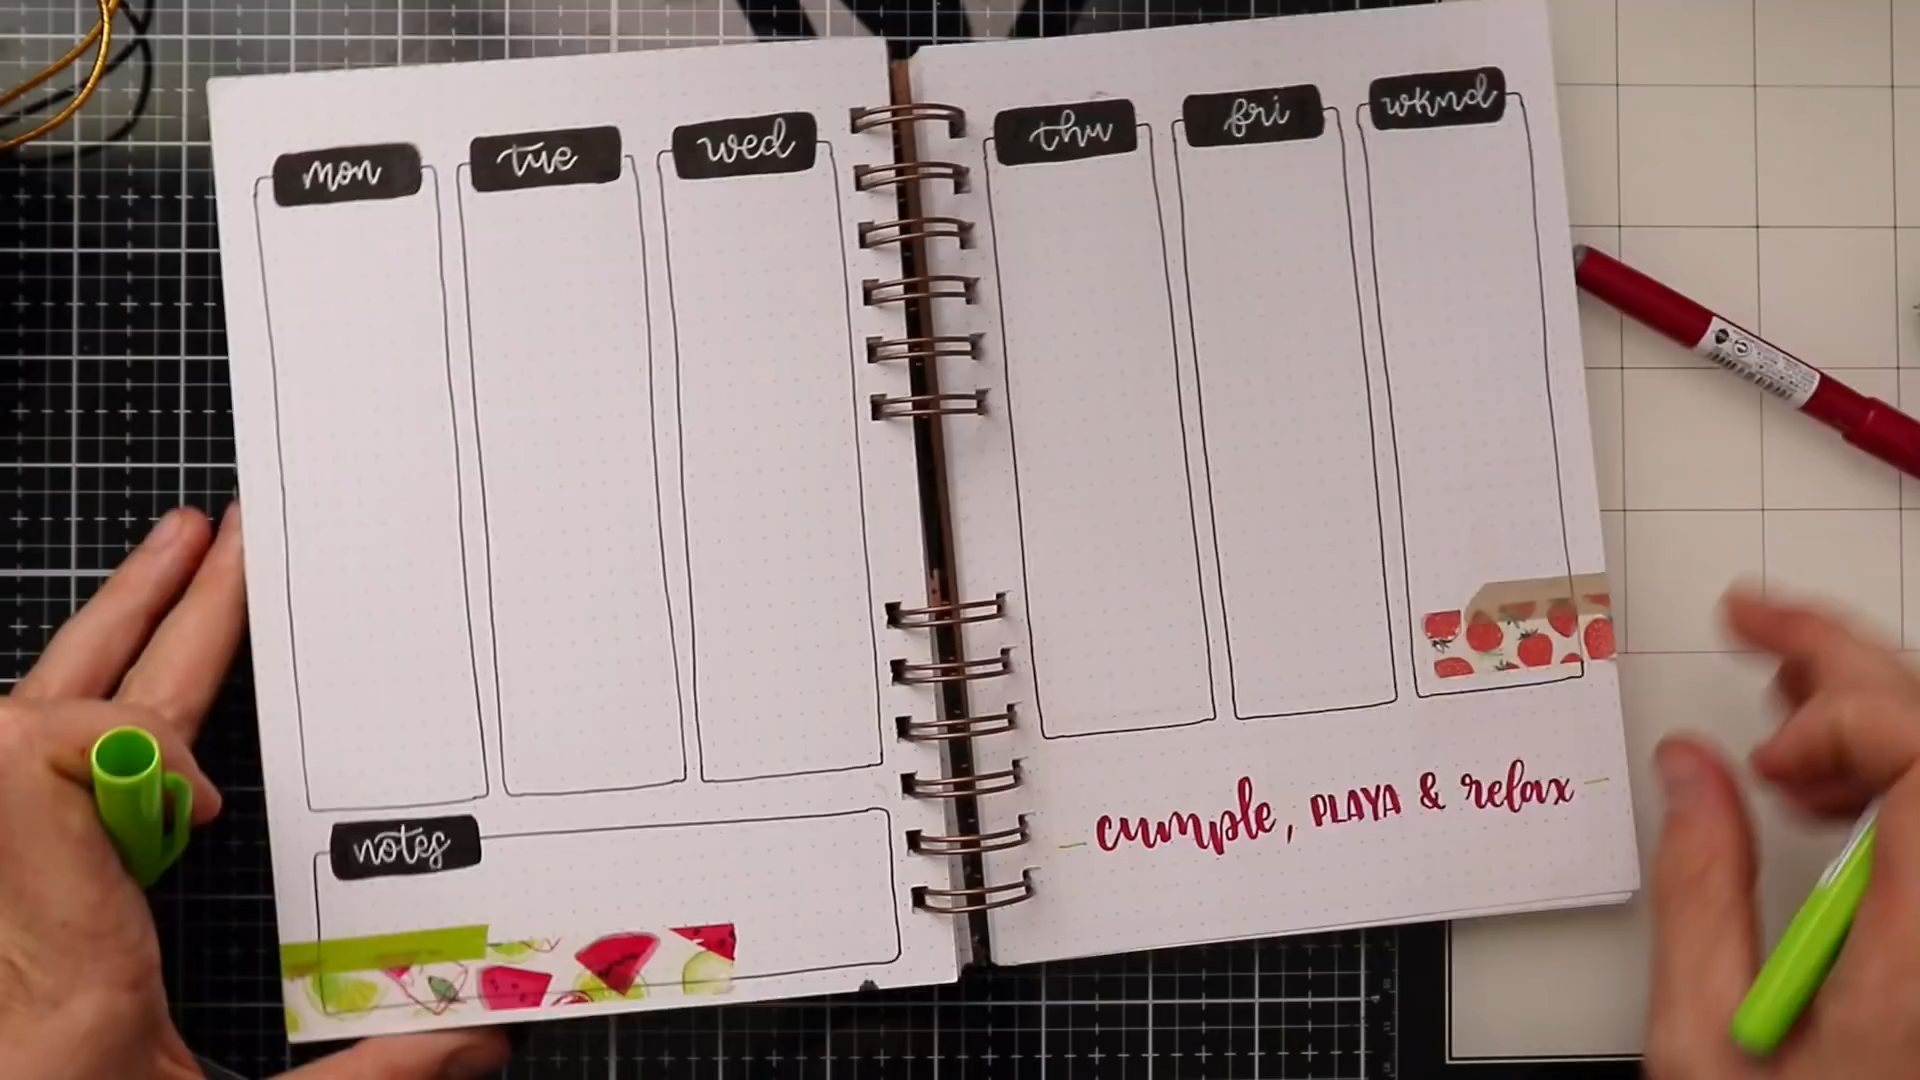 mon
tue
wed
thu
fri
wknd
notes
cumple, PLAYA & relax